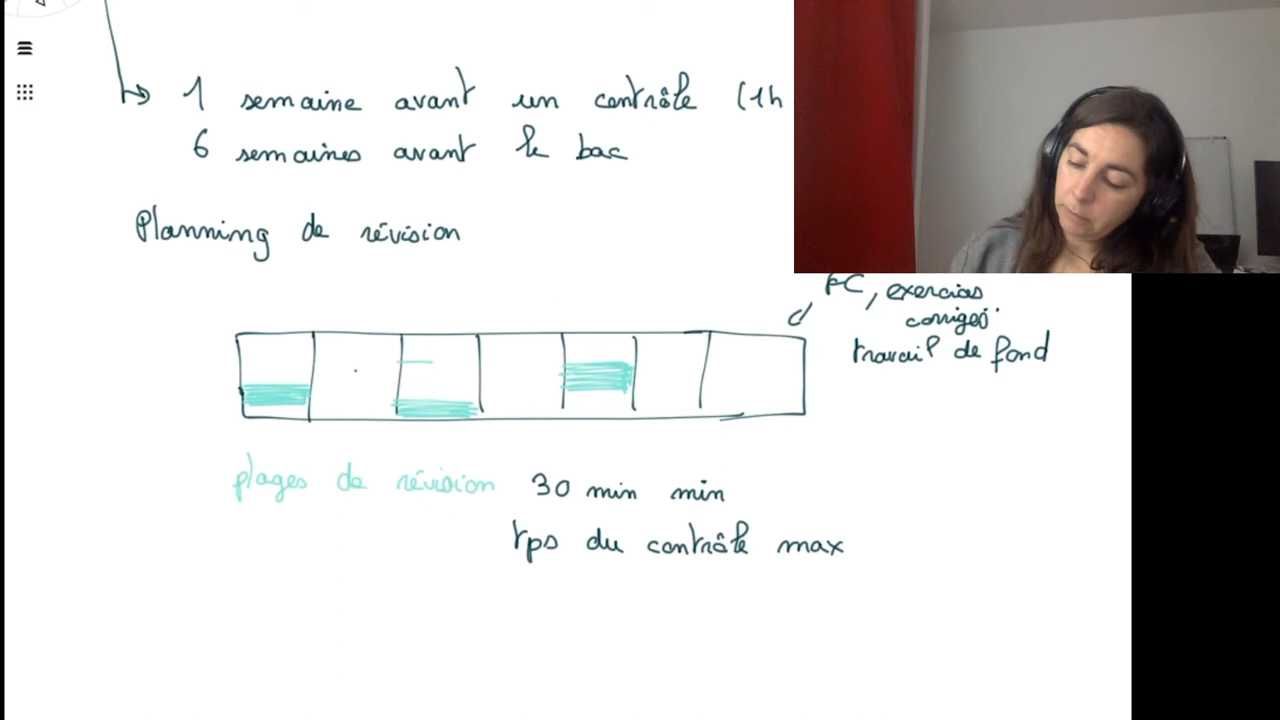 1 semaine avant un contrôle (1h
6 semaines avant le bac
Planning de révision
FC, exercices
corrigés
travail de fond
plages de révision 30 min min
tps du contrôle max